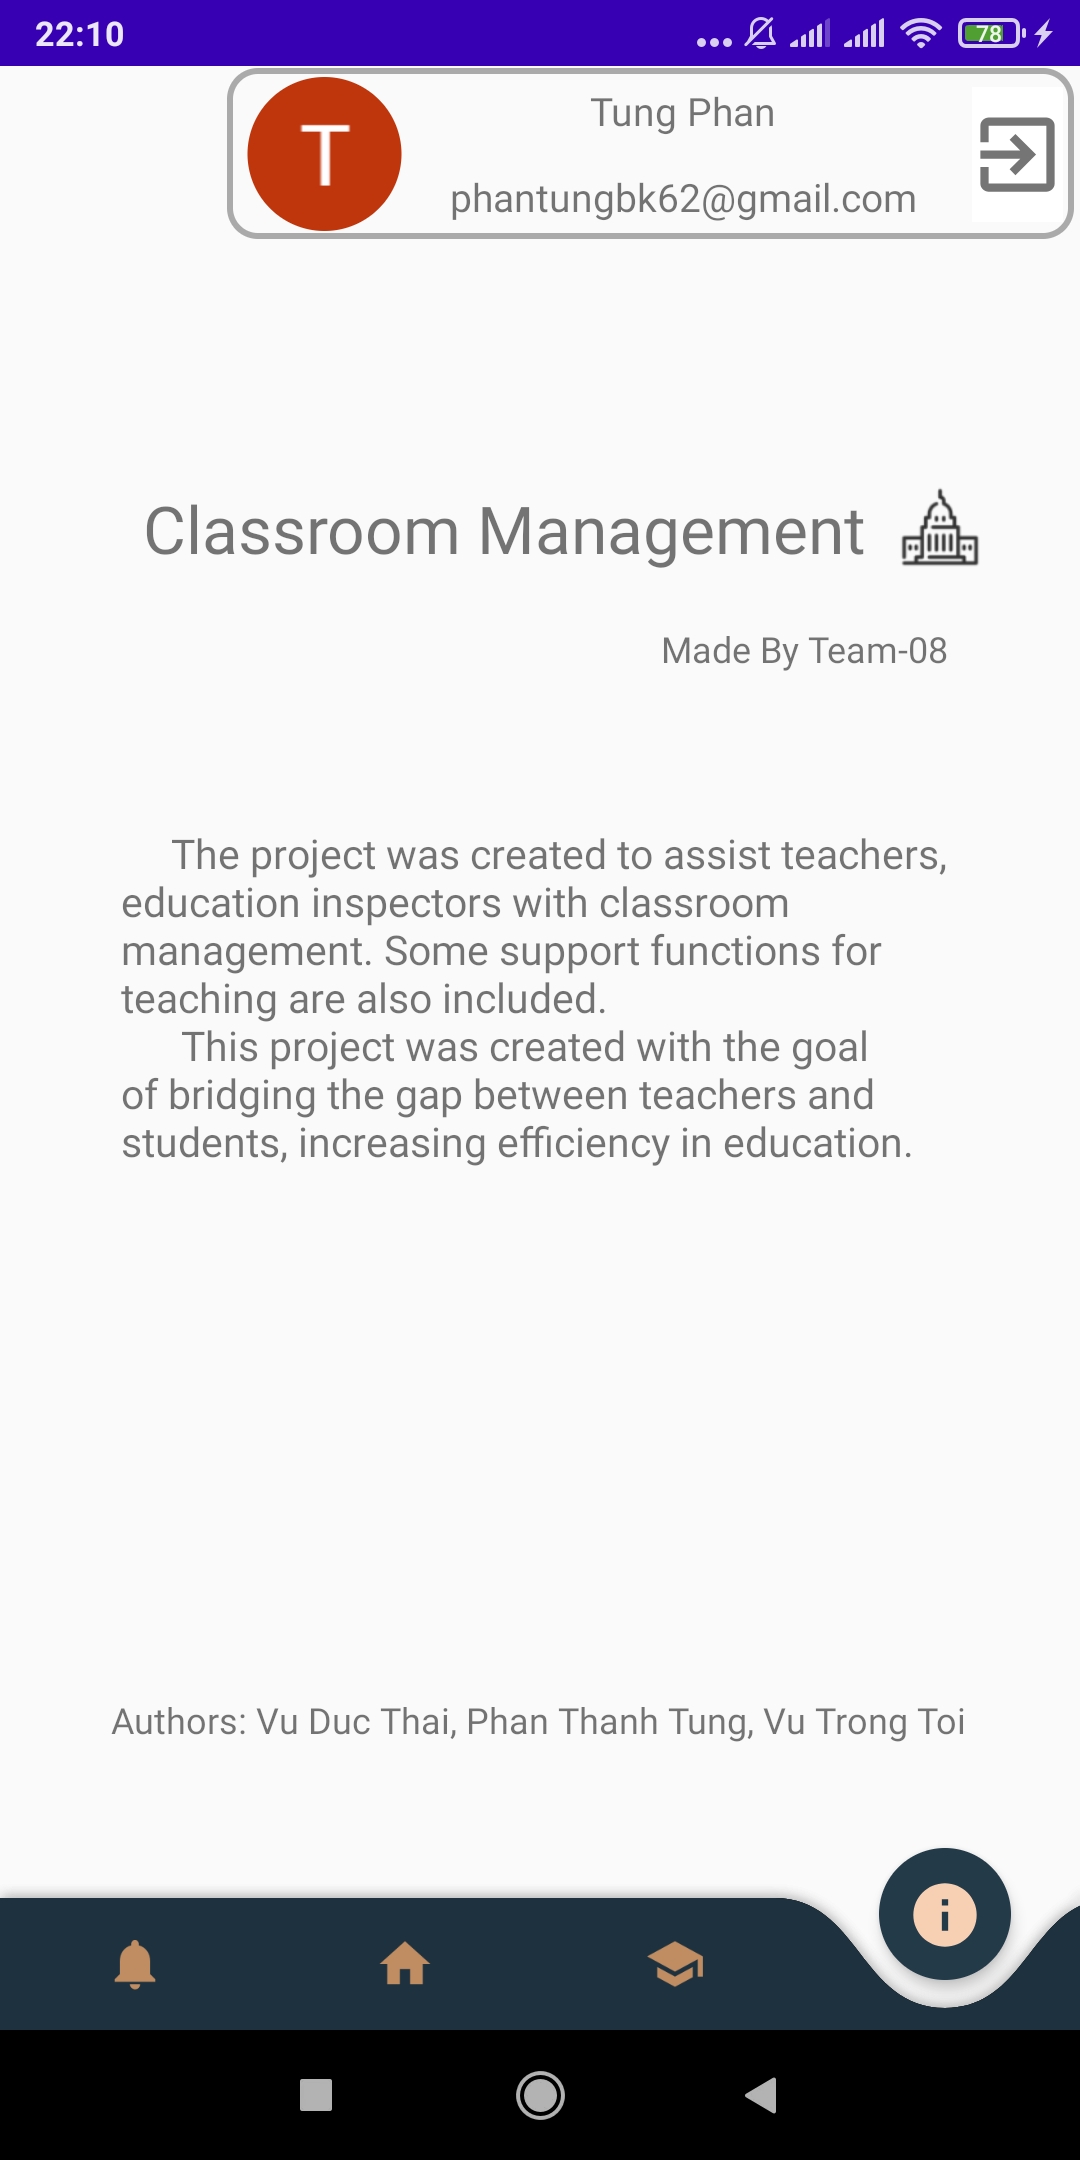 22:10
78
T
Tung Phan
phantungbk62@gmail.com
Classroom Management
Made By Team-08
The project was created to assist teachers,
education inspectors with classroom
management. Some support functions for
teaching are also included.
This project was created with the goal
of bridging the gap between teachers and
students, increasing efficiency in education.
Authors: Vu Duc Thai, Phan Thanh Tung, Vu Trong Toi